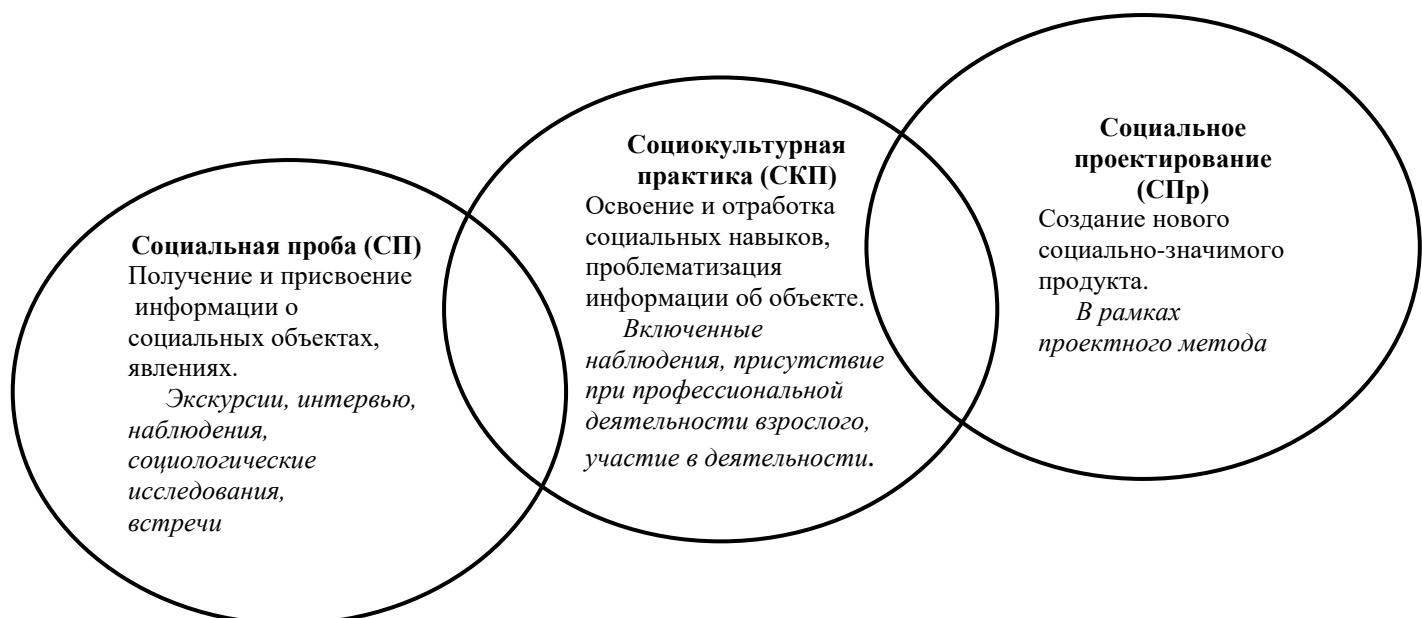 Социальная проба (СП)
Получение и присвоение
информации о
социальных объектах,
явлениях.
Экскурсии, интервью,
наблюдения,
социологические
исследования,
встречи
Социокультурная
практика (СКП)
Освоение и отработка
социальных навыков,
проблематизация
информации об объекте.
Включенные
наблюдения, присутствие
при профессиональной
деятельности взрослого,
участие в деятельности.
Социальное
проектирование
(СПр)
Создание нового
социально-значимого
продукта.
В рамках
проектного метода